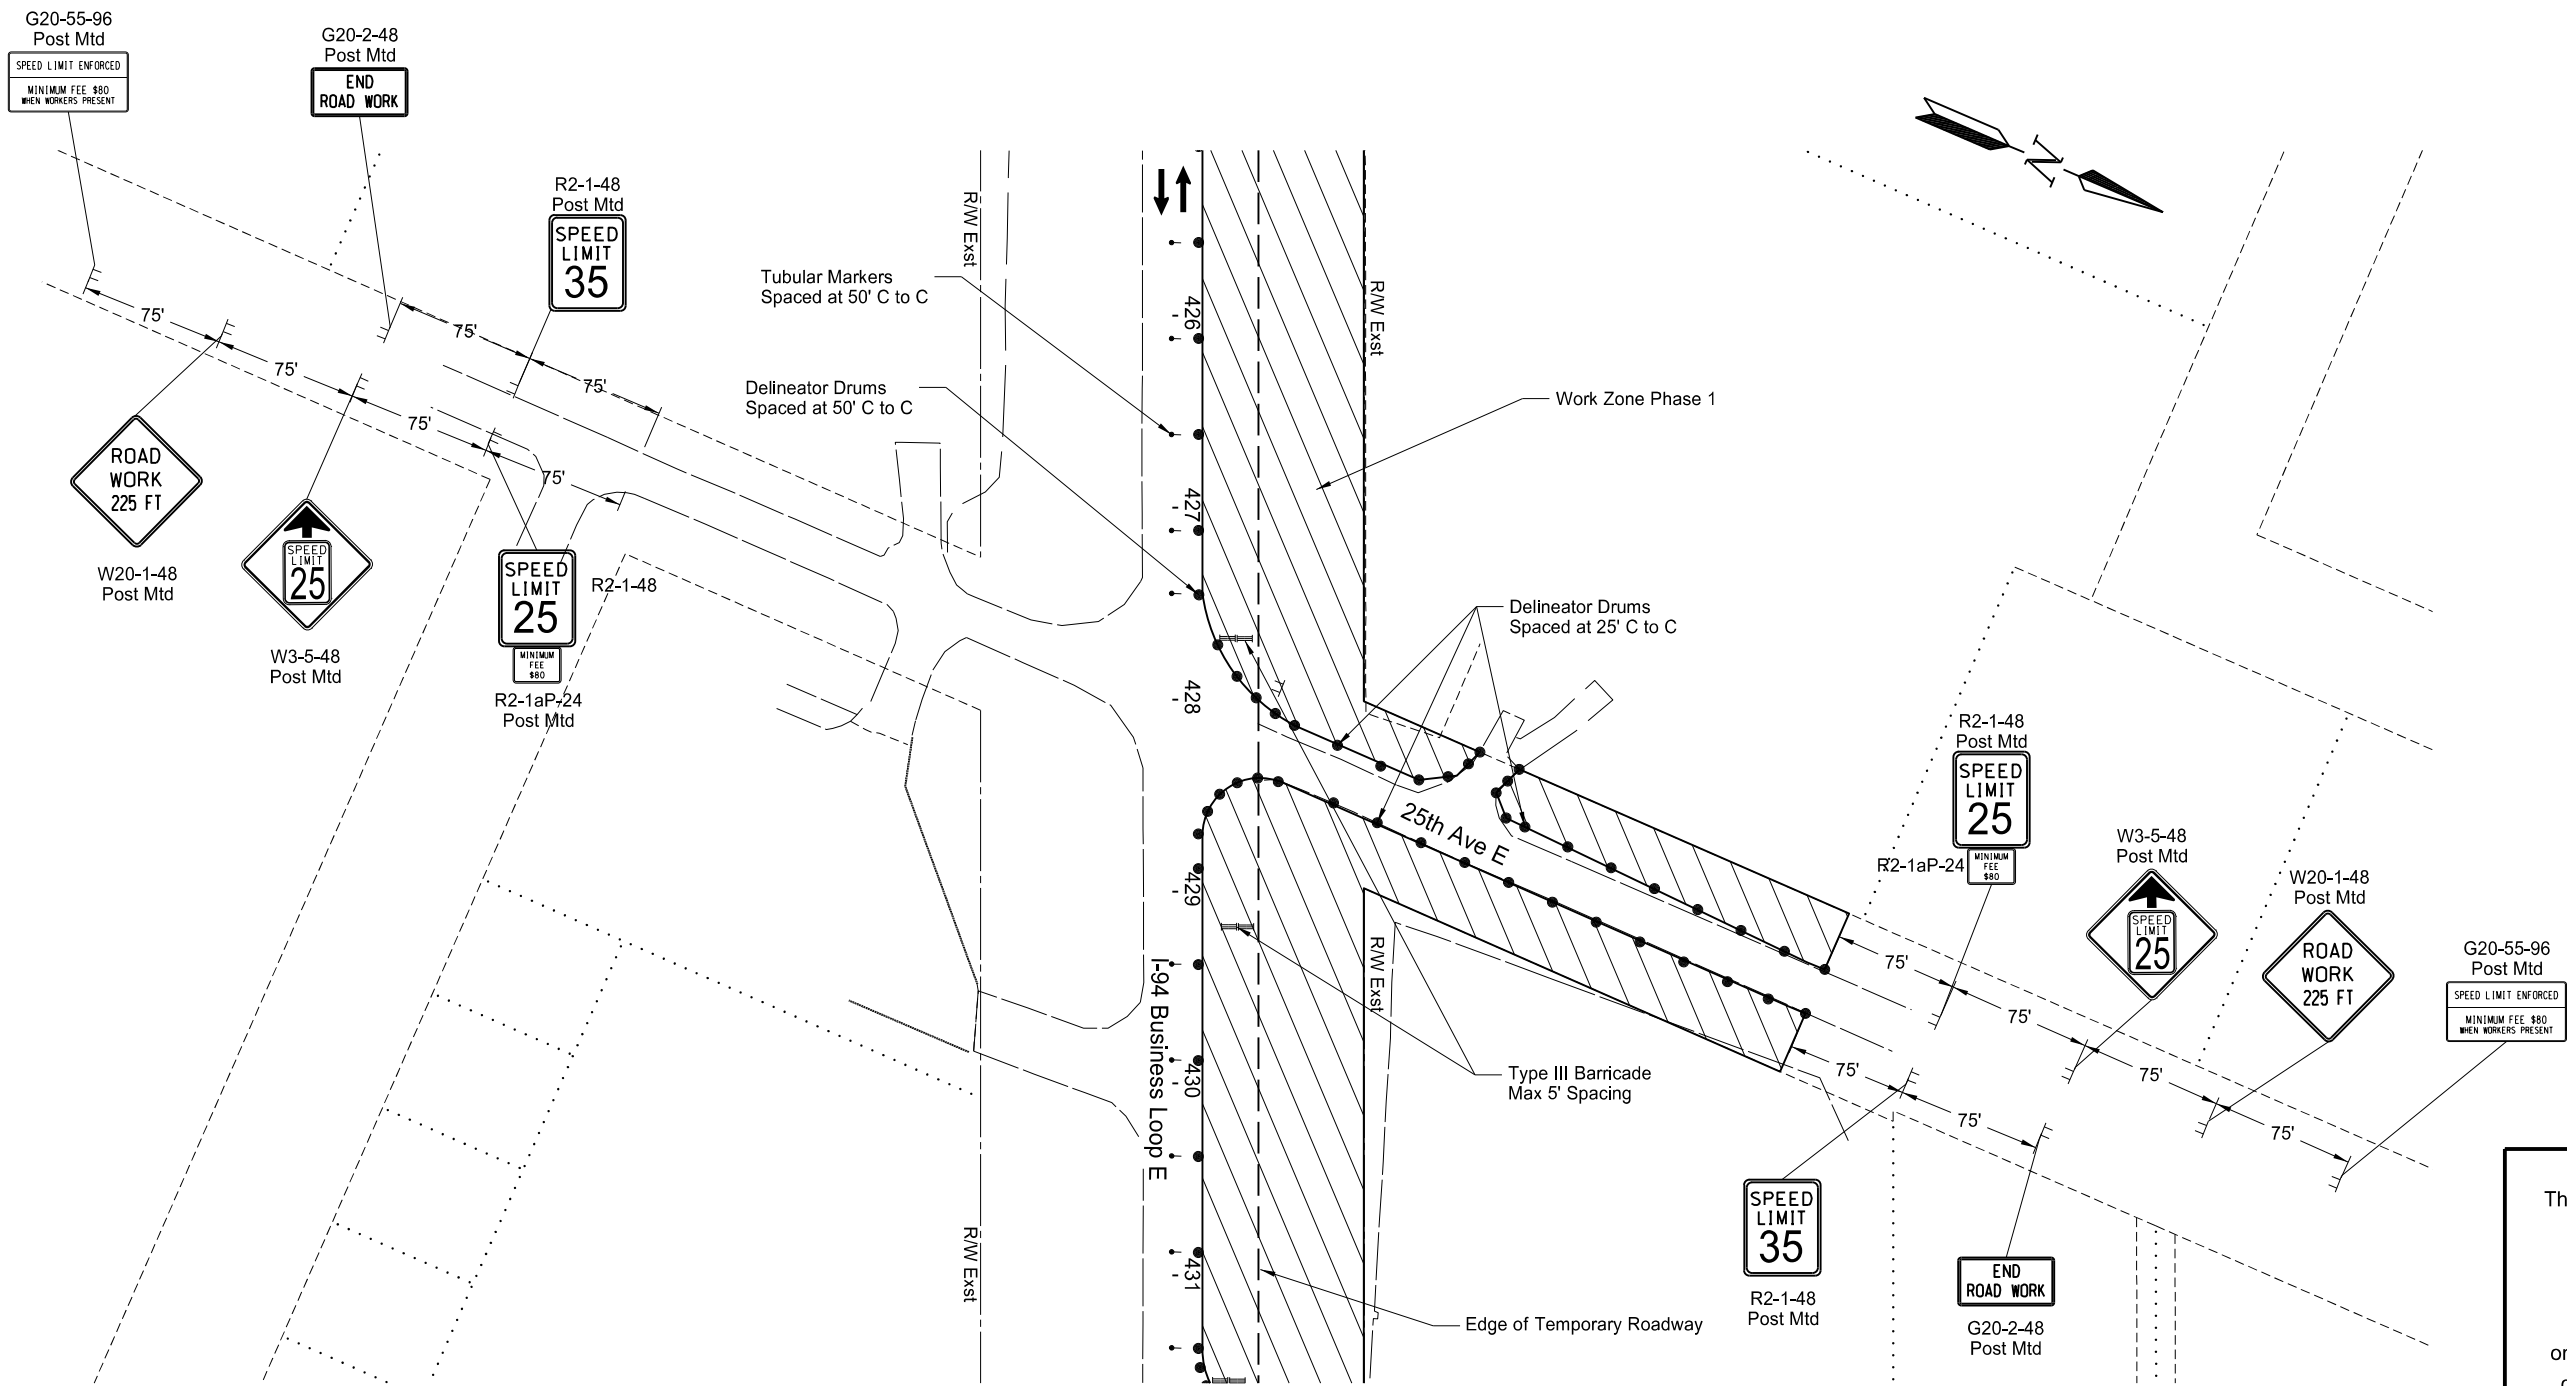 G20-55-96
Post Mtd
SPEED LIMIT ENFORCED
MINIMUM FEE $80
WHEN WORKERS PRESENT
G20-2-48
Post Mtd
END
ROAD WORK
R2-1-48
Post Mtd
SPEED
LIMIT
35
75'
75'
75'
75'
75'
75'
ROAD
WORK
225 FT
W20-1-48
Post Mtd
SPEED
LIMIT
25
W3-5-48
Post Mtd
SPEED
LIMIT
25
R2-1-48
MINIMUM
FEE
$80
R2-1aP-24
Post Mtd
R/W Exst
R/W Exst
Tubular Markers
Spaced at 50' C to C
Delineator Drums
Spaced at 50' C to C
426
427
428
429
430
431
I-94 Business Loop E
R/W Exst
R/W Exst
N
Work Zone Phase 1
Delineator Drums
Spaced at 25' C to C
25th Ave E
Type III Barricade
Max 5' Spacing
Edge of Temporary Roadway
R2-1-48
Post Mtd
SPEED
LIMIT
25
R2-1aP-24
MINIMUM
FEE
$80
W3-5-48
Post Mtd
SPEED
LIMIT
25
W20-1-48
Post Mtd
ROAD
WORK
225 FT
G20-55-96
Post Mtd
SPEED LIMIT ENFORCED
MINIMUM FEE $80
WHEN WORKERS PRESENT
75'
75'
75'
75'
75'
75'
SPEED
LIMIT
35
R2-1-48
Post Mtd
END
ROAD WORK
G20-2-48
Post Mtd